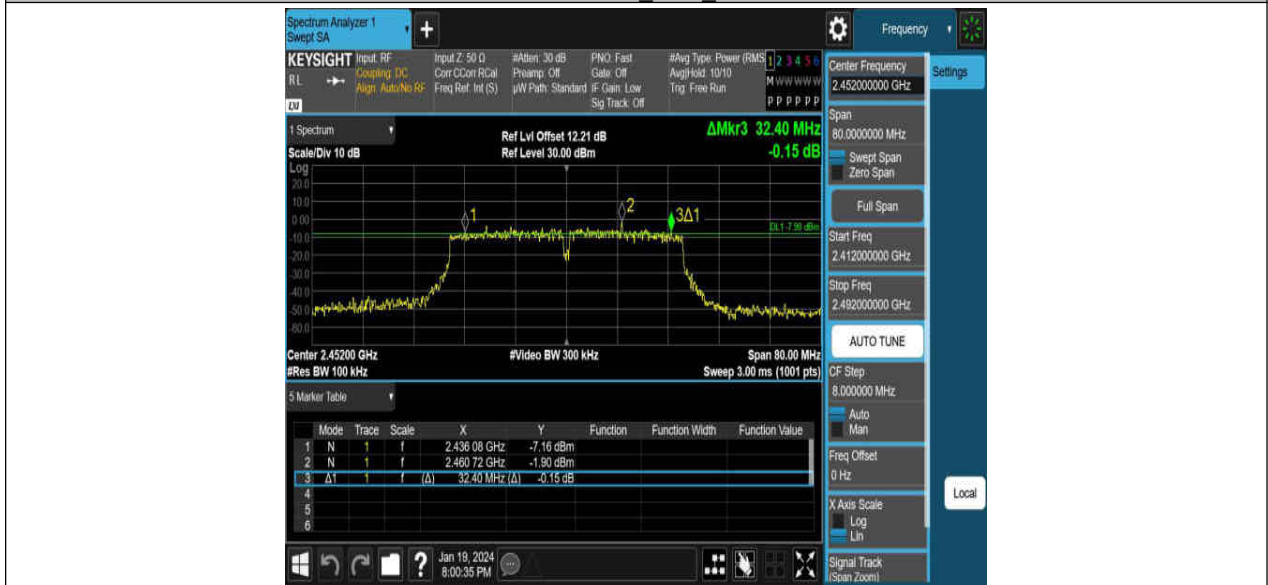 Spectrum Analyzer 1
Swept SA
+
Frequency
KEYSIGHT
RL
LXI
Input: RF
Coupling: DC
Align: Auto/No RF
Input Z: 50 Ω
Corr CCorr RCal
Freq Ref: Int (S)
#Atten: 30 dB
Preamp: Off
µW Path: Standard
PNO: Fast
Gate: Off
IF Gain: Low
Sig Track: Off
#Avg Type: Power (RMS
Avg|Hold: 10/10
Trig: Free Run
1 2 3 4 5 6
M W W W W W
P P P P P P
Settings
1 Spectrum
Scale/Div 10 dB
Ref Lvl Offset 12.21 dB
Ref Level 30.00 dBm
ΔMkr3 32.40 MHz
-0.15 dB
Log
20.0
10.0
0.00
-10.0
-20.0
-30.0
-40.0
-50.0
-60.0
1
2
3Δ1
DL1 -7.90 dBm
Center 2.45200 GHz
#Video BW 300 kHz
Span 80.00 MHz
#Res BW 100 kHz
Sweep 3.00 ms (1001 pts)
5 Marker Table
Mode Trace Scale X Y Function Function Width Function Value
1 N 1 f 2.436 08 GHz -7.16 dBm
2 N 1 f 2.460 72 GHz -1.90 dBm
3 Δ1 1 f (Δ) 32.40 MHz (Δ) -0.15 dB
4
5
6
Center Frequency
2.452000000 GHz
Span
80.0000000 MHz
Swept Span
Zero Span
Full Span
Start Freq
2.412000000 GHz
Stop Freq
2.492000000 GHz
AUTO TUNE
CF Step
8.000000 MHz
Auto
Man
Freq Offset
0 Hz
X Axis Scale
Log
Lin
Signal Track
(Span Zoom)
Local
?
Jan 19, 2024
8:00:35 PM